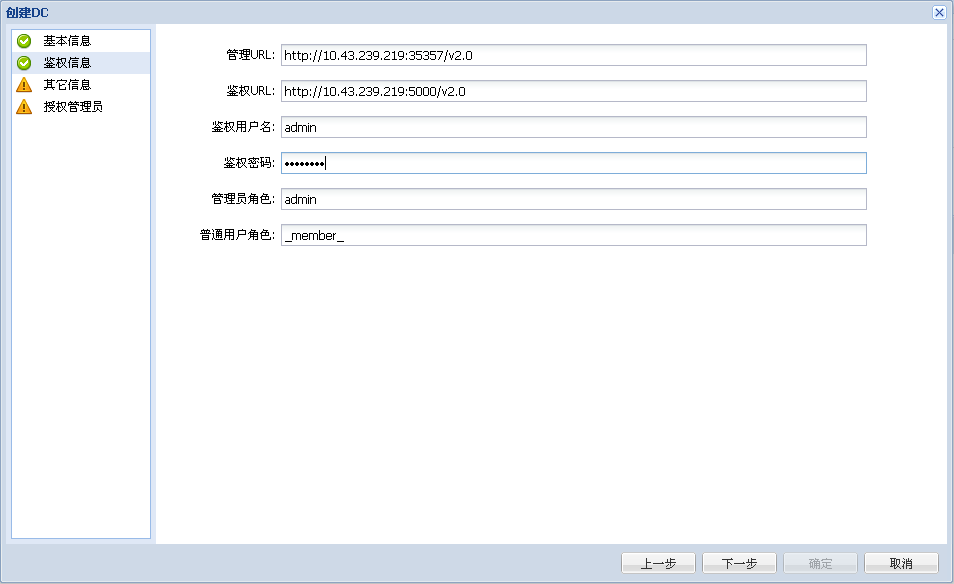 创建DC
基本信息
鉴权信息
其它信息
授权管理员
管理URL: http://10.43.239.219:35357/v2.0
鉴权URL: http://10.43.239.219:5000/v2.0
鉴权用户名: admin
鉴权密码: ••••••••
管理员角色: admin
普通用户角色: _member_
上一步 下一步 确定 取消